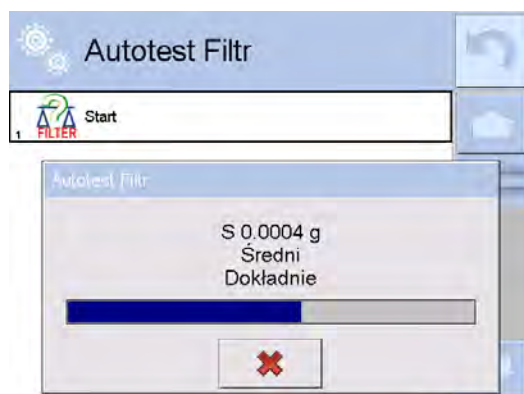 Autotest Filtr
1 FILTER Start
Autotest Filtr
S 0.0004 g
Średni
Dokładnie